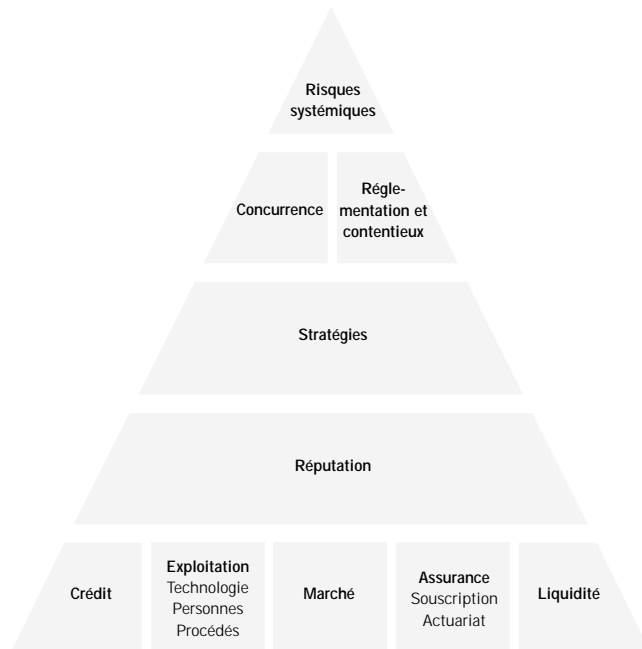 Risques
systémiques
Concurrence
Régle-
mentation et
contentieux
Stratégies
Réputation
Crédit
Exploitation
Technologie
Personnes
Procédés
Marché
Assurance
Souscription
Actuariat
Liquidité